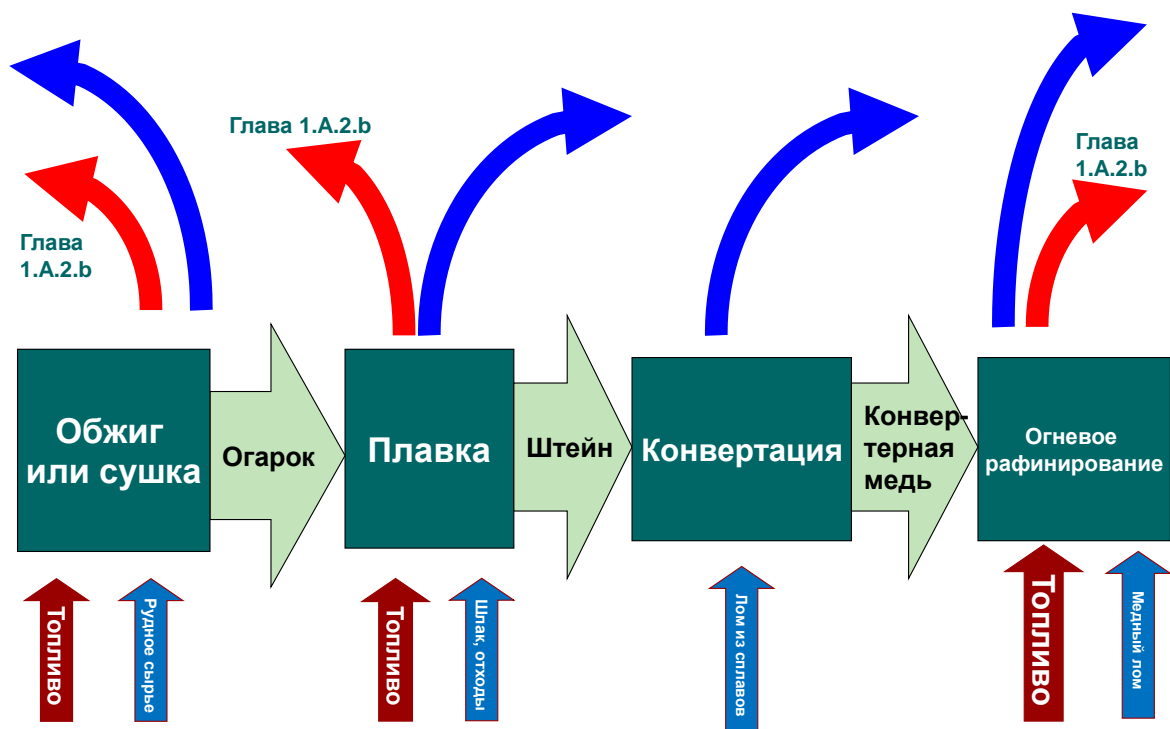 Глава 1.A.2.b
Глава
1.A.2.b
Глава
1.A.2.b
Обжиг
или сушка
Огарок
Плавка
Штейн
Конвертация
Конвер-
терная
медь
Огневое
рафинирование
Топливо
Рудное сырье
Топливо
Шлак, отходы
Лом из сплавов
Топливо
Медный лом